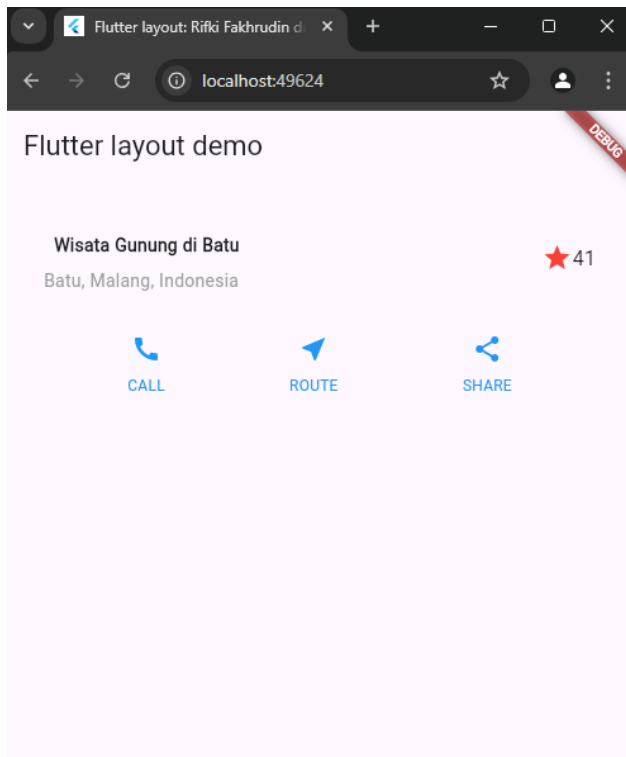 Flutter layout: Rifki Fakhrudin d
localhost:49624
Flutter layout demo
DEBUG
Wisata Gunung di Batu
41
Batu, Malang, Indonesia
CALL ROUTE SHARE